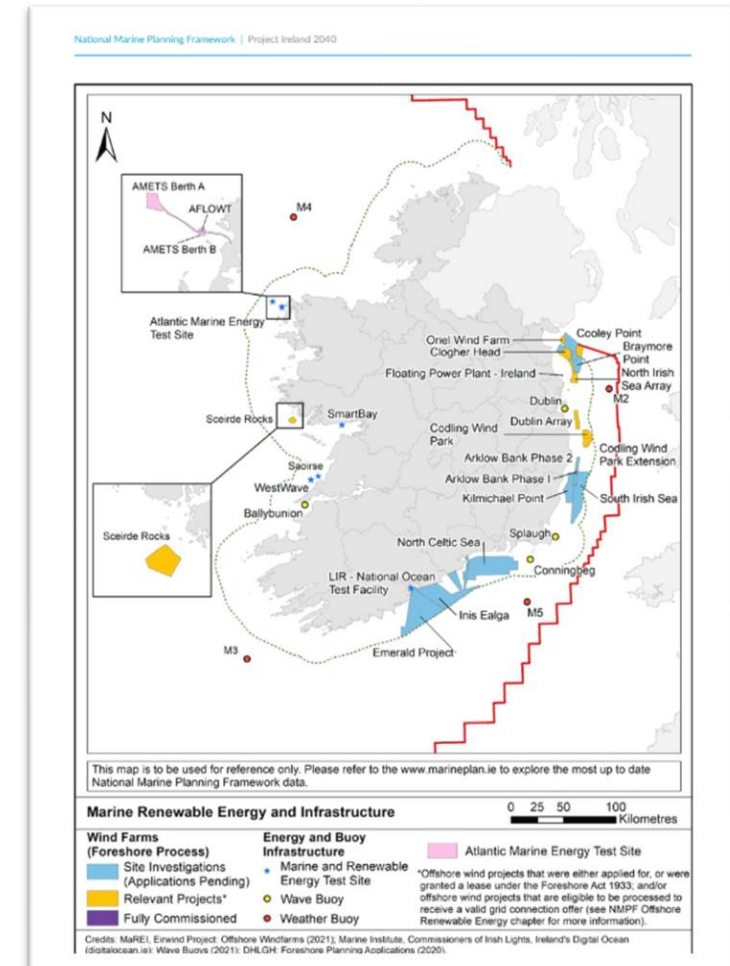 National Marine Planning Framework | Project Ireland 2040
N
AMETS Berth A
AFLOWT
AMETS Berth B
M4
Atlantic Marine Energy
Test Site
Oriel Wind Farm
Clogher Head
Cooley Point
Braymore
Point
Floating Power Plant - Ireland
North Irish
Sea Array
M2
Sceirde Rocks
SmartBay
Dublin
Dublin Array
Codling Wind
Park
Codling Wind
Park Extension
Saoirse
WestWave
Ballybunion
Arklow Bank Phase 2
Arklow Bank Phase I
Kilmichael Point
South Irish Sea
Sceirde Rocks
North Celtic Sea
Splaugh
Conningbeg
LIR - National Ocean
Test Facility
Inis Ealga
M5
Emerald Project
M3
This map is to be used for reference only. Please refer to the www.marineplan.ie to explore the most up to date
National Marine Planning Framework data.
Marine Renewable Energy and Infrastructure
0 25 50 100
Kilometres
Wind Farms
(Foreshore Process)
Site Investigations
(Applications Pending)
Relevant Projects*
Fully Commissioned
Energy and Buoy
Infrastructure
Marine and Renewable
Energy Test Site
Wave Buoy
Weather Buoy
Atlantic Marine Energy Test Site
*Offshore wind projects that were either applied for, or were
granted a lease under the Foreshore Act 1933; and/or
offshore wind projects that are eligible to be processed to
receive a valid grid connection offer (see NMPF Offshore
Renewable Energy chapter for more information).
Credits: MaREI, Eirwind Project: Offshore Windfarms (2021); Marine Institute, Commissioners of Irish Lights, Ireland's Digital Ocean
(digitalocean.ie): Wave Buoys (2021); DHLGH: Foreshore Planning Applications (2020).